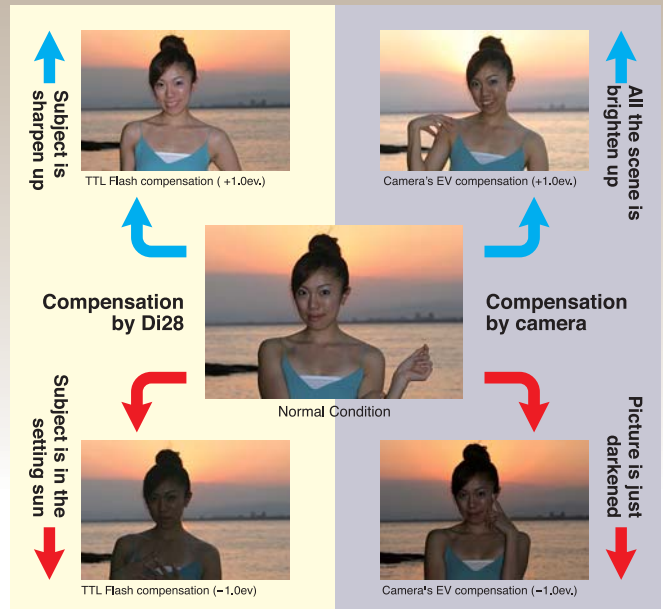 Subject is
sharpen up
TTL Flash compensation ( +1.0ev.)
Camera's EV compensation (+1.0ev.)
All the scene is
brighten up
Compensation
by Di28
Compensation
by camera
Normal Condition
Subject is in the
setting sun
TTL Flash compensation (−1.0ev)
Camera's EV compensation (−1.0ev.)
Picture is just
darkened